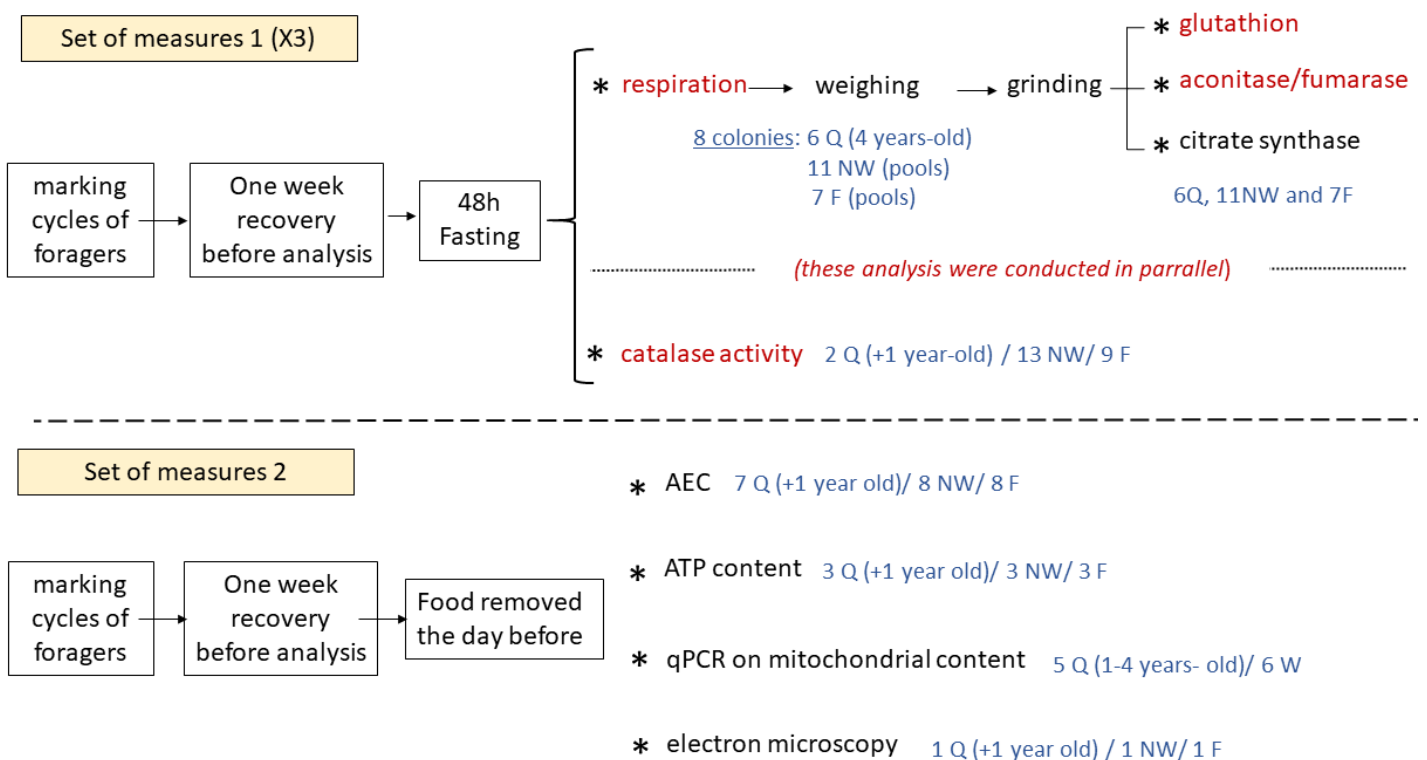 Set of measures 1 (X3)
marking
cycles of
foragers
One week
recovery
before analysis
48h
Fasting
* respiration
weighing
grinding
* glutathion
* aconitase/fumarase
* citrate synthase
8 colonies: 6 Q (4 years-old)
11 NW (pools)
7 F (pools)
6Q, 11NW and 7F
(these analysis were conducted in parrallel)
* catalase activity 2 Q (+1 year-old) / 13 NW/ 9 F
Set of measures 2
marking
cycles of
foragers
One week
recovery
before analysis
Food removed
the day before
* AEC 7 Q (+1 year old)/ 8 NW/ 8 F
* ATP content 3 Q (+1 year old)/ 3 NW/ 3 F
* qPCR on mitochondrial content 5 Q (1-4 years- old)/ 6 W
* electron microscopy 1 Q (+1 year old) / 1 NW/ 1 F